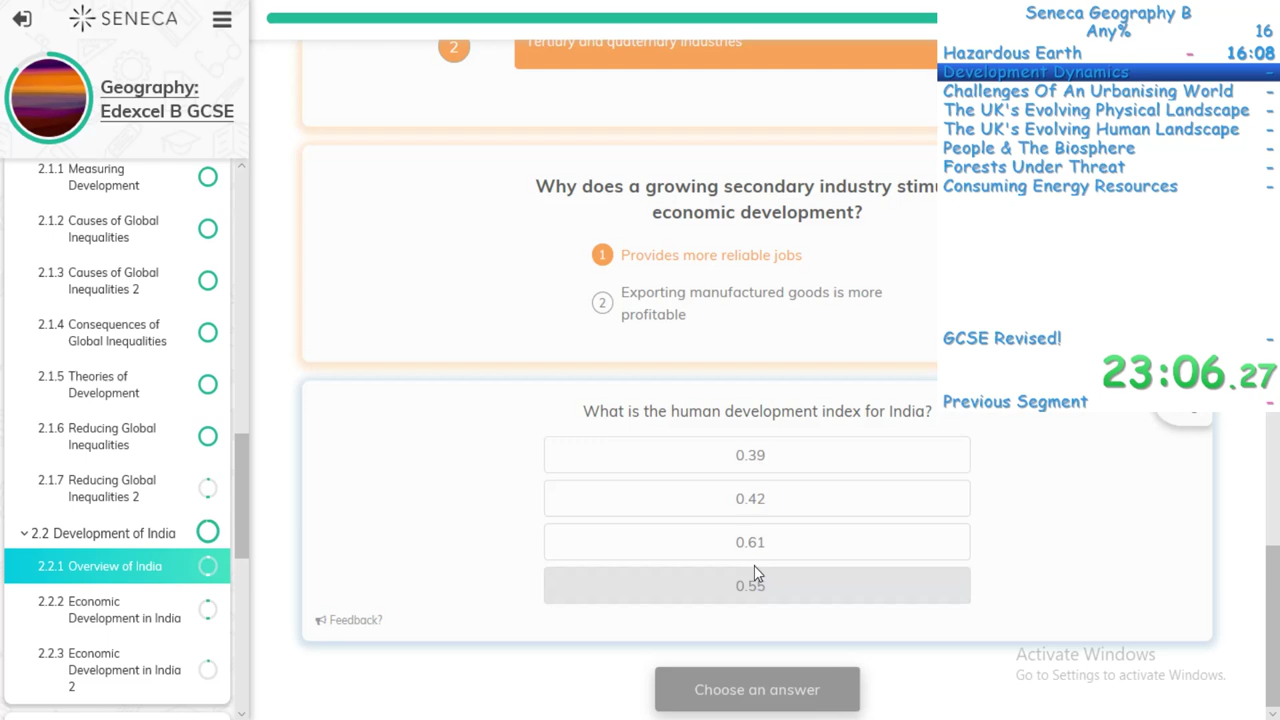 SENECA
Geography:
Edexcel B GCSE
2.1.1 Measuring
Development
2.1.2 Causes of Global
Inequalities
2.1.3 Causes of Global
Inequalities 2
2.1.4 Consequences of
Global Inequalities
2.1.5 Theories of
Development
2.1.6 Reducing Global
Inequalities
2.1.7 Reducing Global
Inequalities 2
2.2 Development of India
2.2.1 Overview of India
2.2.2 Economic
Development in India
2.2.3 Economic
Development in India
2
2
Tertiary and quaternary industries
Why does a growing secondary industry stimu
economic development?
1 Provides more reliable jobs
2 Exporting manufactured goods is more
profitable
What is the human development index for India?
0.39
0.42
0.61
0.55
Feedback?
Choose an answer
Seneca Geography B
Any% 16
Hazardous Earth - 16:08
Development Dynamics -
Challenges Of An Urbanising World -
The UK's Evolving Physical Landscape -
The UK's Evolving Human Landscape -
People & The Biosphere -
Forests Under Threat -
Consuming Energy Resources -
GCSE Revised! -
23:06.27
Previous Segment -
Activate Windows
Go to Settings to activate Windows.